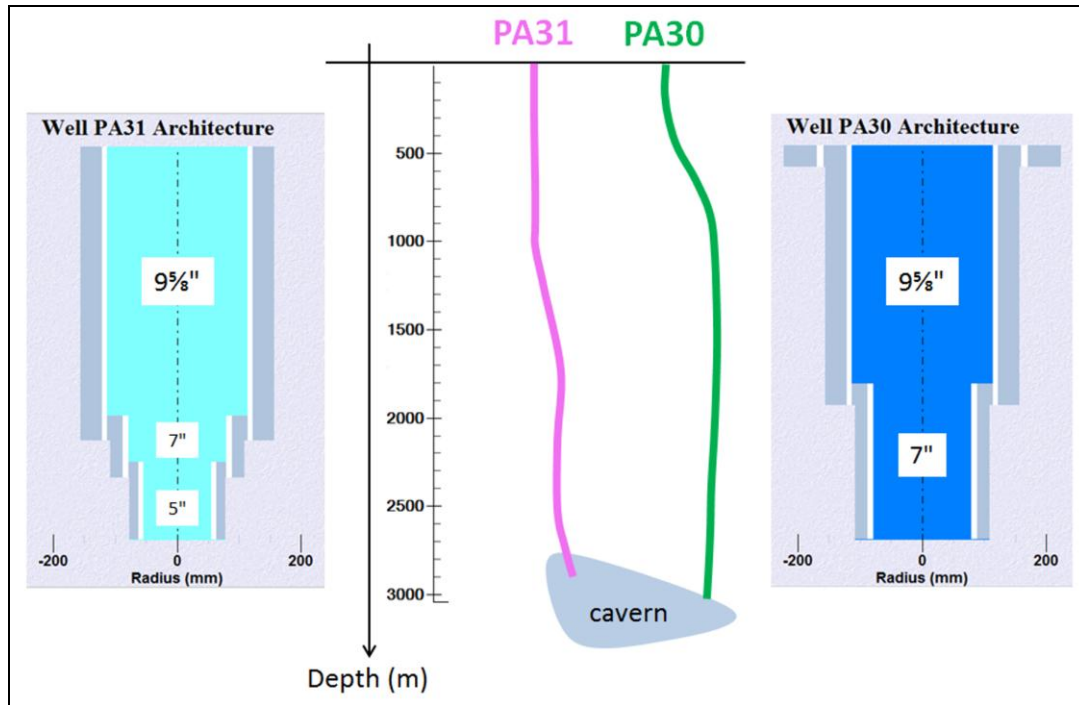 PA31
PA30
Well PA31 Architecture
9⅝"
7"
5"
-200
0
200
Radius (mm)
500
1000
1500
2000
2500
3000
Depth (m)
cavern
Well PA30 Architecture
9⅝"
7"
-200
0
200
Radius (mm)